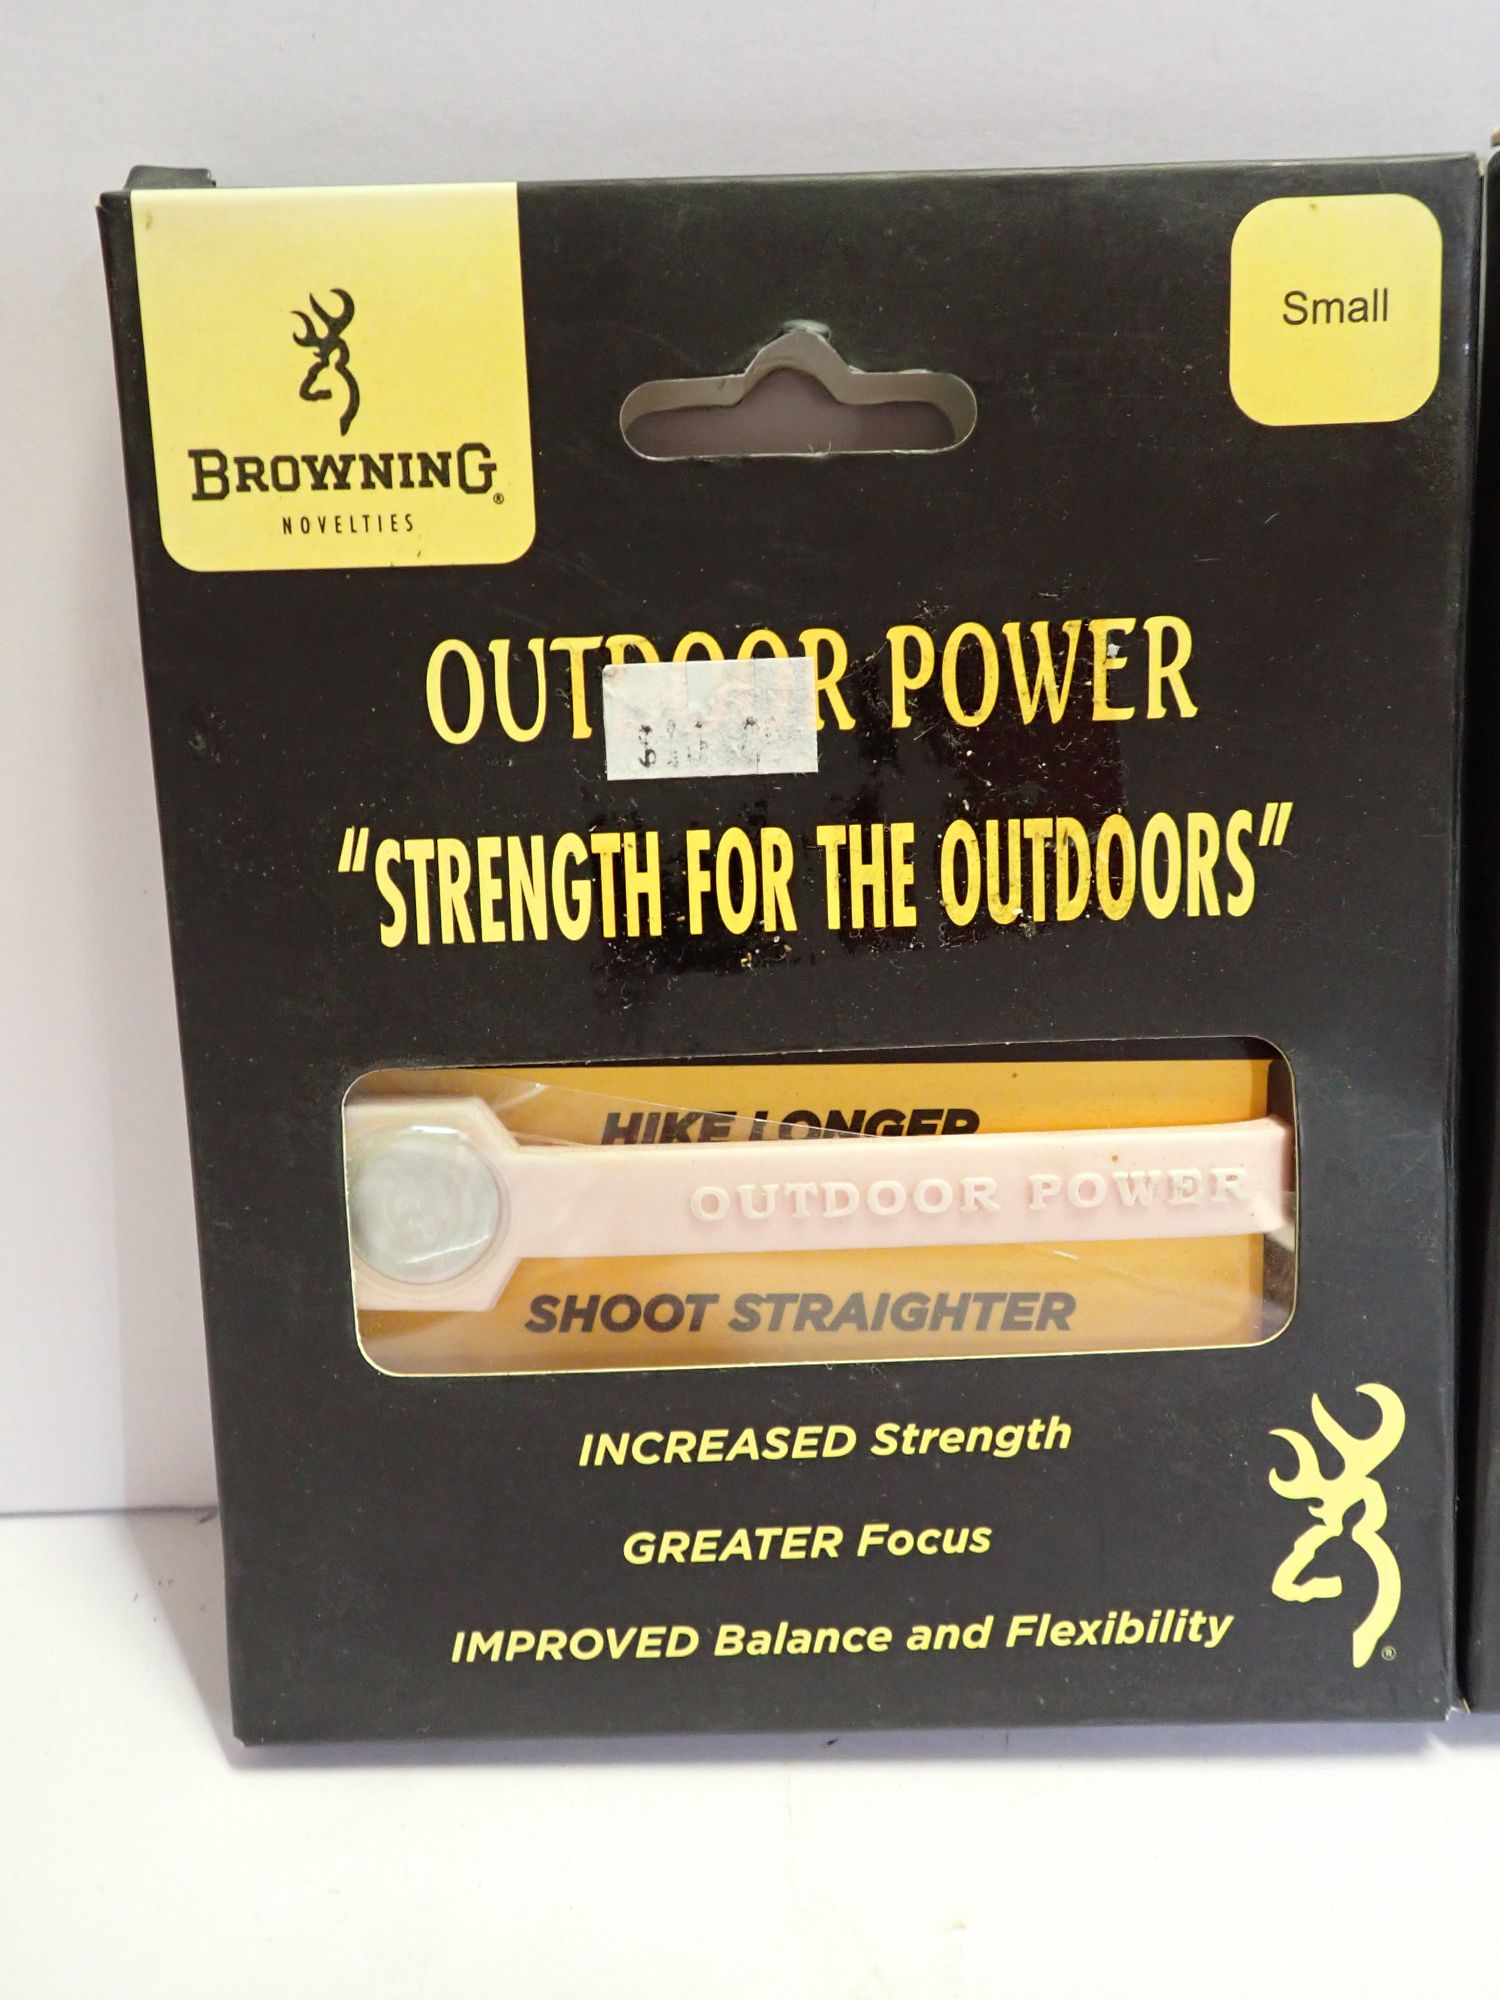 BROWNING®
NOVELTIES
Small
OUTDOOR POWER
"STRENGTH FOR THE OUTDOORS"
HIKE LONGER
OUTDOOR POWER
SHOOT STRAIGHTER
INCREASED Strength
GREATER Focus
IMPROVED Balance and Flexibility
®